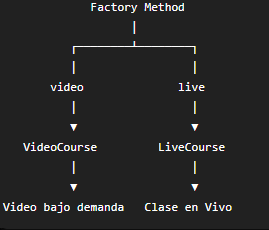 Factory Method
video live
VideoCourse LiveCourse
Video bajo demanda Clase en Vivo